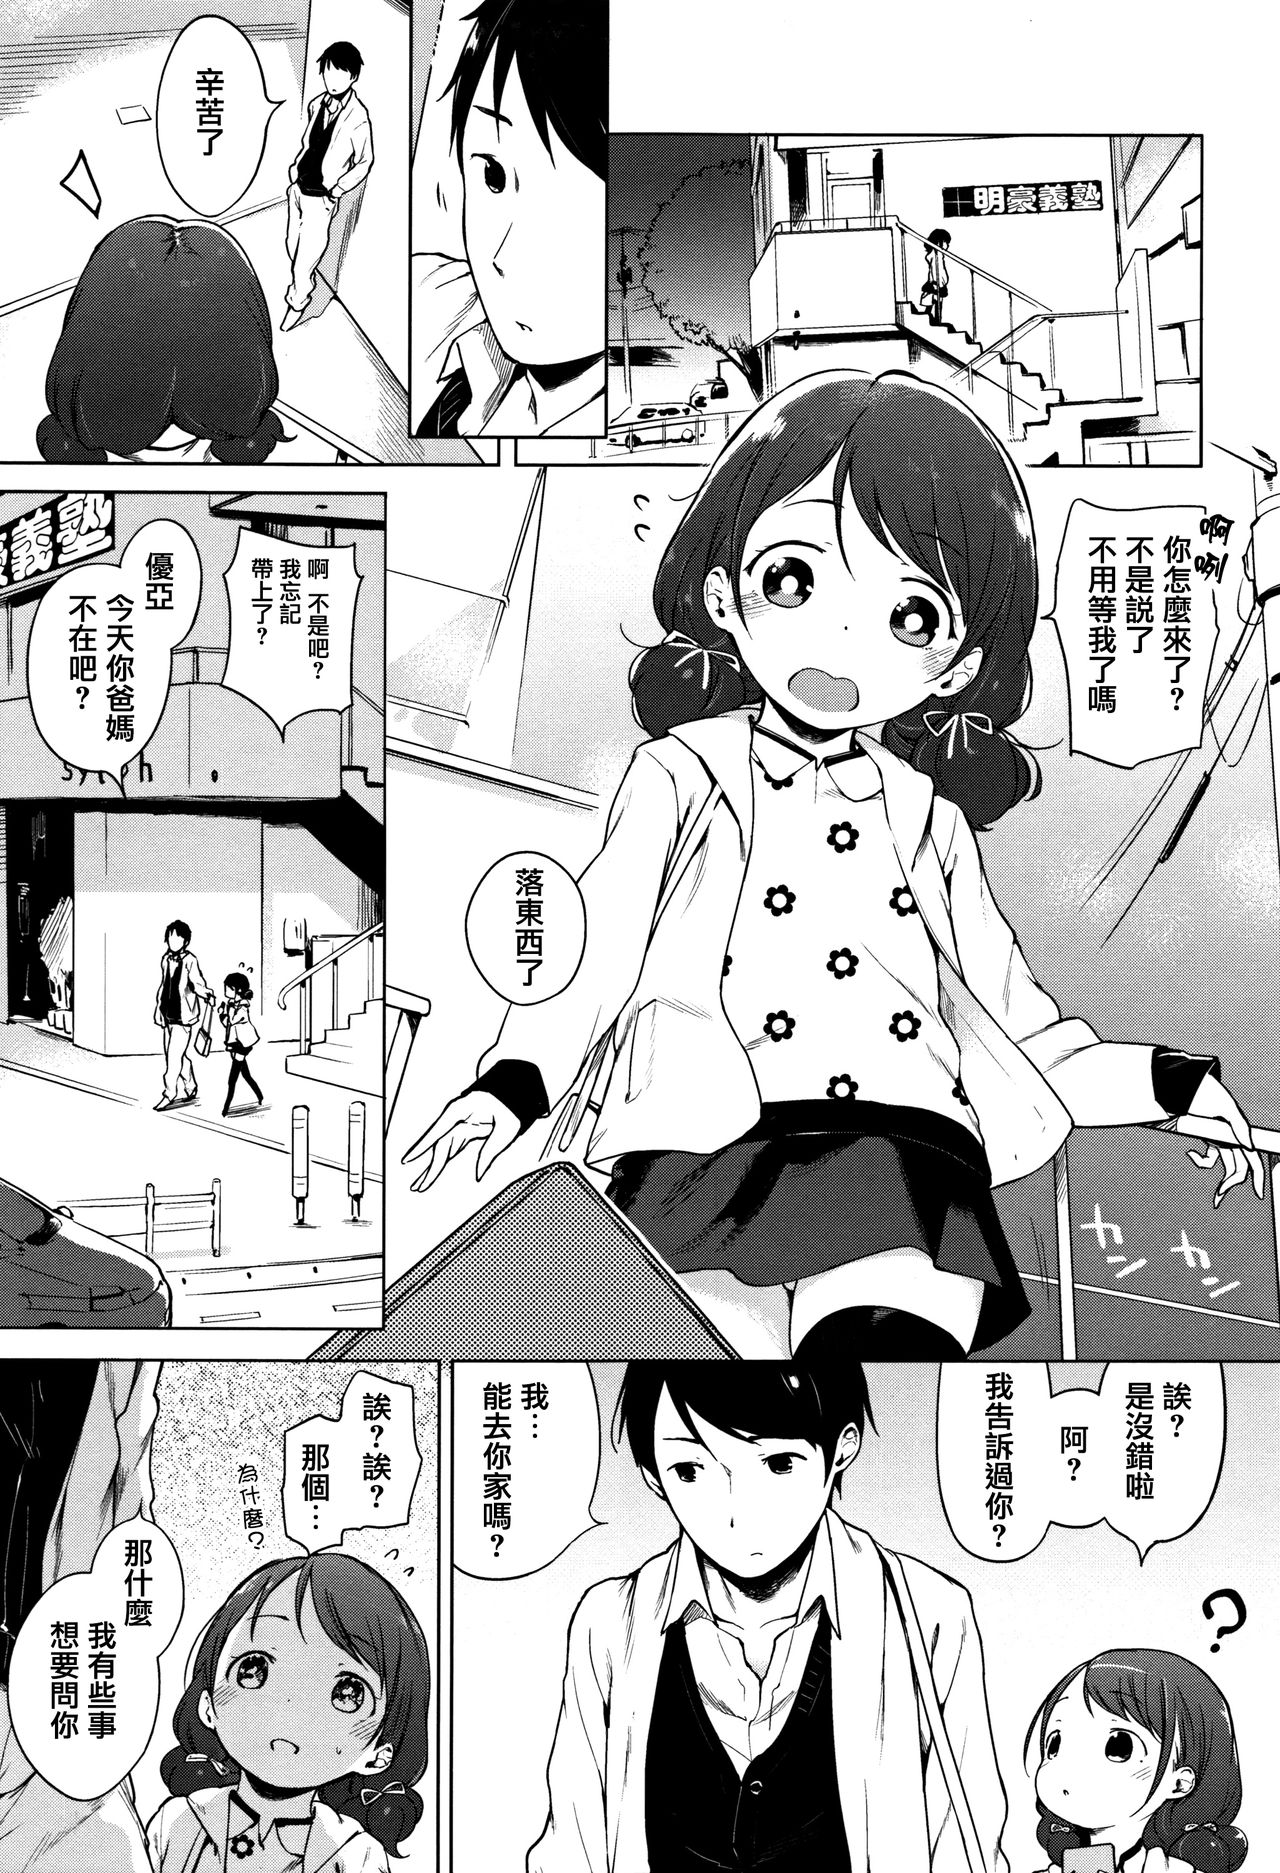 明豪義塾
辛苦了
啊咧
你怎麼來了?
不是說了
不用等我了嗎
落東西了
カン
カン
豪義塾
啊 不是吧?
我忘記
帶上了?
優亞
今天你爸媽
不在吧?
誒?
是沒錯啦
阿?
我告訴過你?
?
我…
能去你家嗎?
誒?誒?
那個…
為什麼?
那什麼
我有些事
想要問你